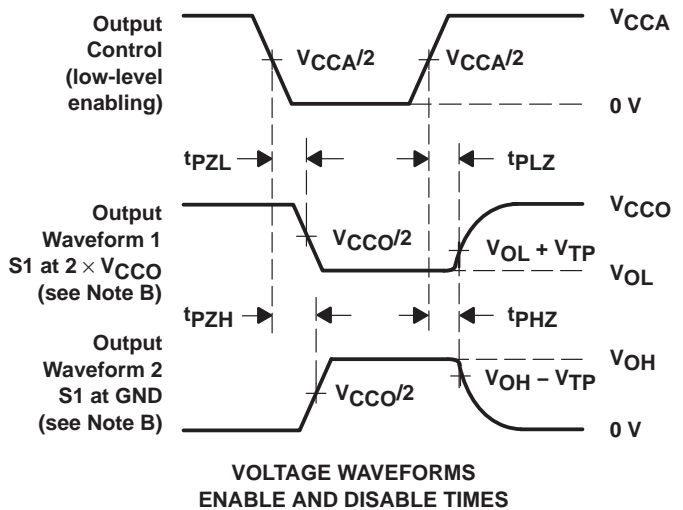 Output
Control
(low-level
enabling)
VCCA/2
VCCA/2
VCCA
0 V
tPZL
tPLZ
Output
Waveform 1
S1 at 2 × VCCO
(see Note B)
VCCO/2
VCCO
VOL + VTP
VOL
tPZH
tPHZ
Output
Waveform 2
S1 at GND
(see Note B)
VCCO/2
VOH
VOH − VTP
0 V
VOLTAGE WAVEFORMS
ENABLE AND DISABLE TIMES